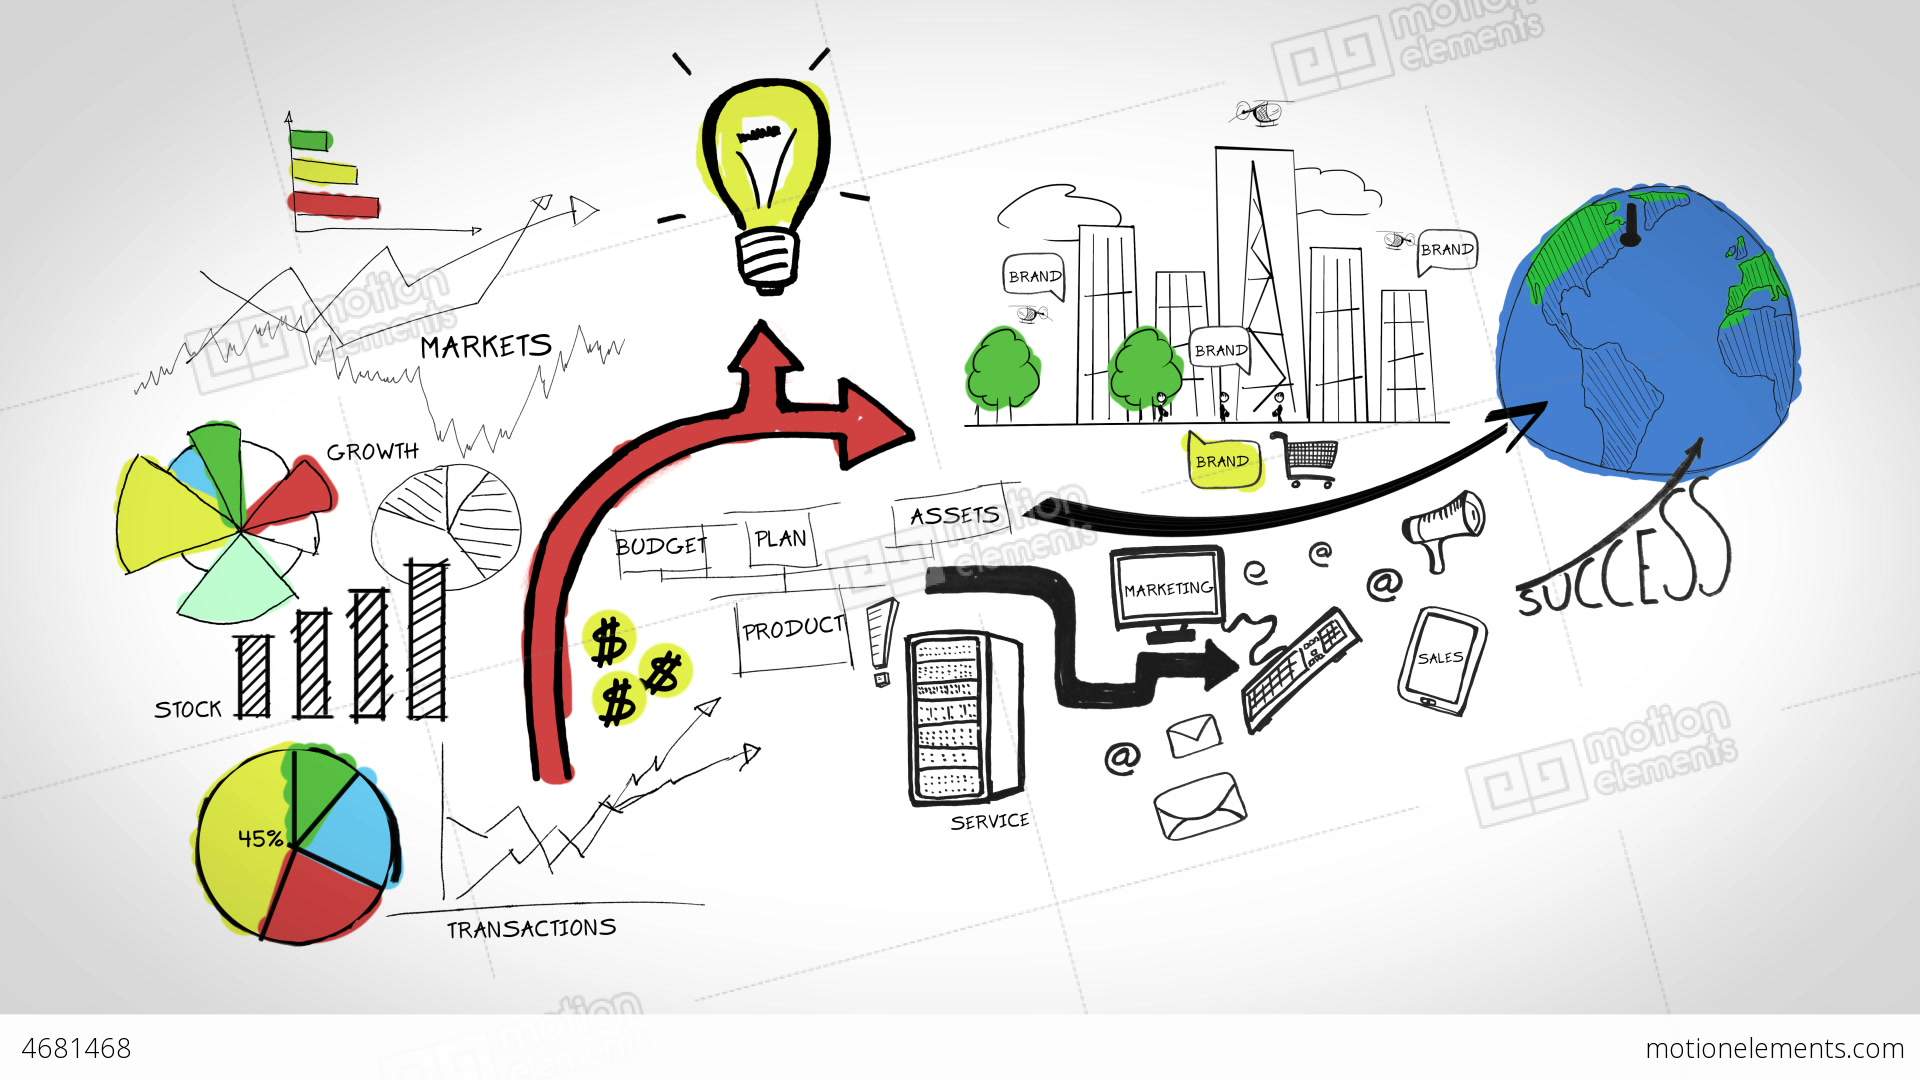 motion
elements
BRAND
BRAND
motion
elements
MARKETS
BRAND
GROWTH
BRAND
motion
elements
ASSETS
BUDGET
PLAN
SUCCESS
MARKETING
e
@
@
PRODUCT
$
$
$
SALES
STOCK
motion
elements
@
45%
SERVICE
TRANSACTIONS
motion
4681468
motionelements.com